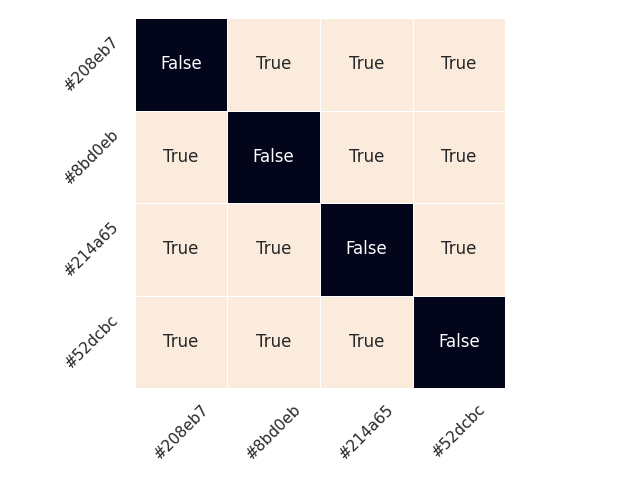 #208eb7 False True True True
#8bd0eb True False True True
#214a65 True True False True
#52dcbc True True True False
#208eb7 #8bd0eb #214a65 #52dcbc